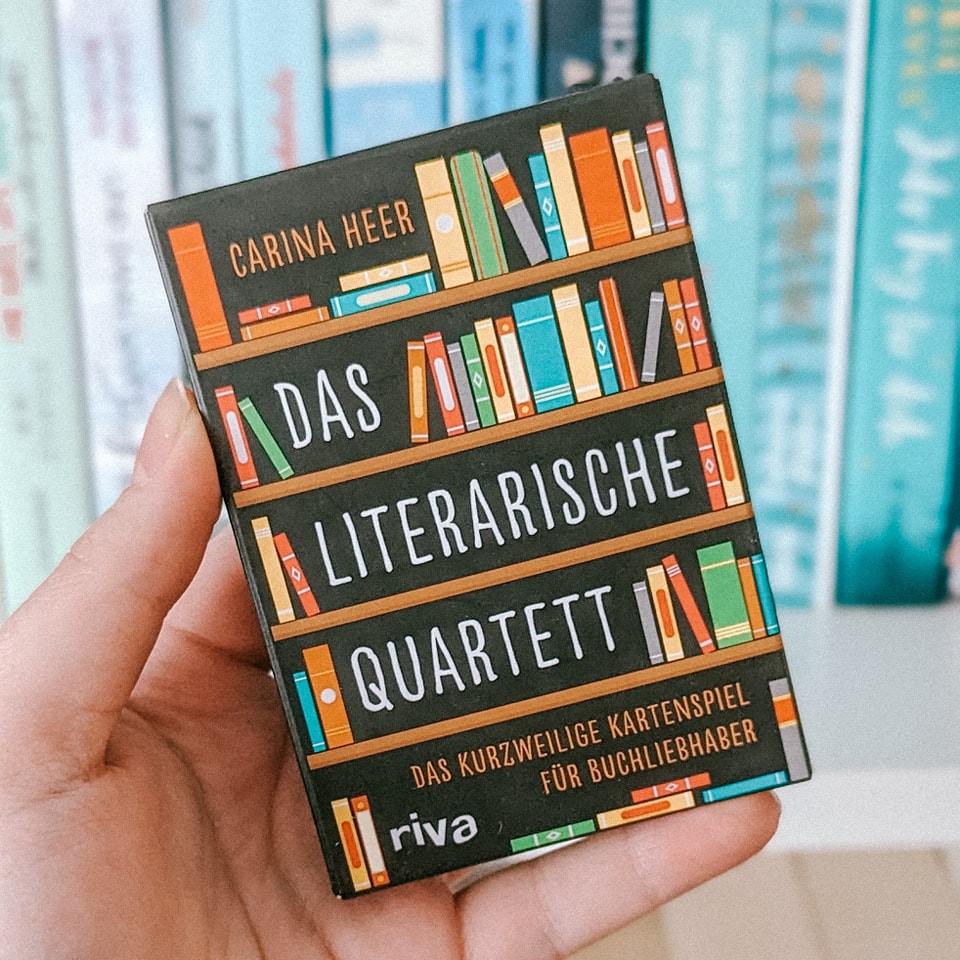 CARINA HEER
DAS
LITERARISCHE
QUARTETT
DAS KURZWEILIGE KARTENSPIEL
FÜR BUCHLIEBHABER
riva